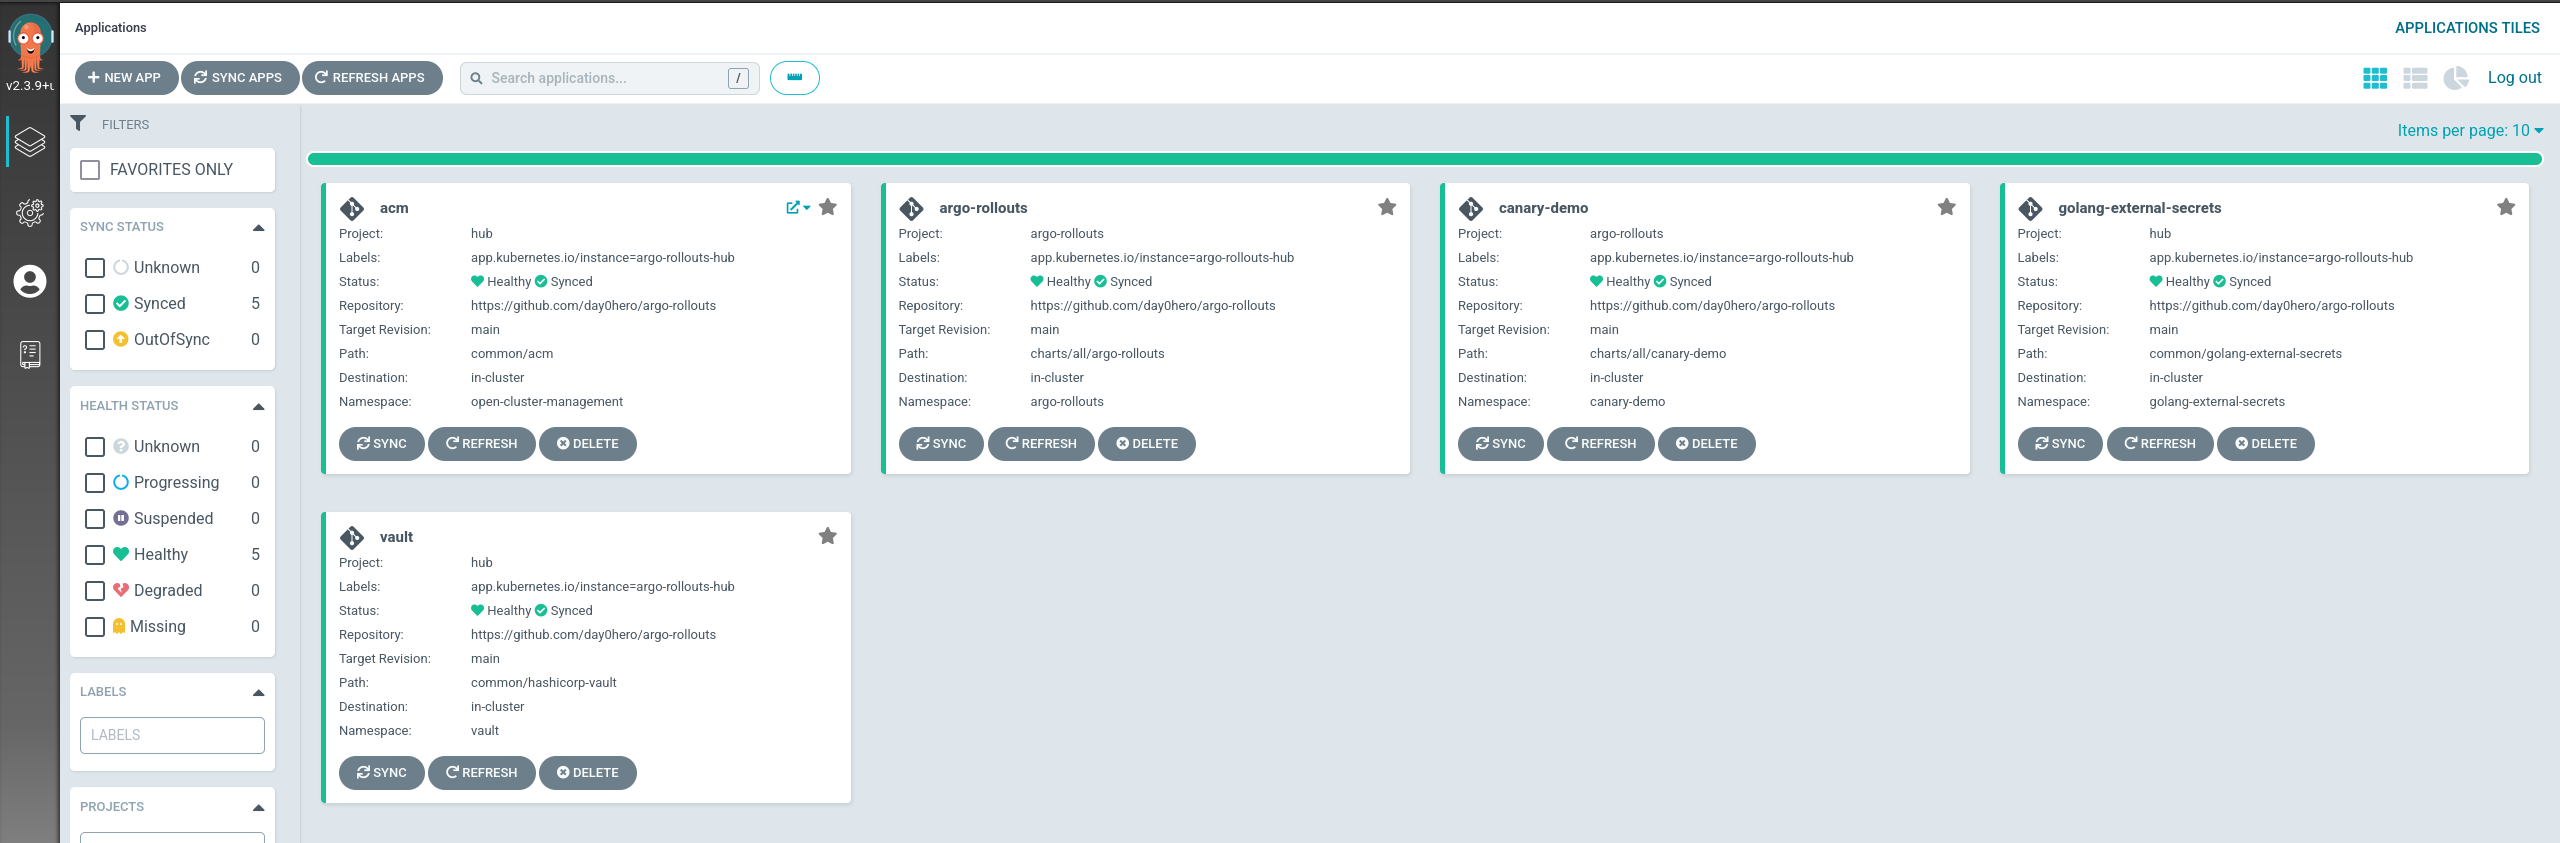 Applications
APPLICATIONS TILES
v2.3.9+
NEW APP
SYNC APPS
REFRESH APPS
Search applications...
/
Log out
FILTERS
FAVORITES ONLY
SYNC STATUS
Unknown 0
Synced 5
OutOfSync 0
HEALTH STATUS
Unknown 0
Progressing 0
Suspended 0
Healthy 5
Degraded 0
Missing 0
LABELS
LABELS
PROJECTS
Items per page: 10
acm
Project: hub
Labels: app.kubernetes.io/instance=argo-rollouts-hub
Status: Healthy Synced
Repository: https://github.com/day0hero/argo-rollouts
Target Revision: main
Path: common/acm
Destination: in-cluster
Namespace: open-cluster-management
SYNC REFRESH DELETE
argo-rollouts
Project: argo-rollouts
Labels: app.kubernetes.io/instance=argo-rollouts-hub
Status: Healthy Synced
Repository: https://github.com/day0hero/argo-rollouts
Target Revision: main
Path: charts/all/argo-rollouts
Destination: in-cluster
Namespace: argo-rollouts
SYNC REFRESH DELETE
canary-demo
Project: argo-rollouts
Labels: app.kubernetes.io/instance=argo-rollouts-hub
Status: Healthy Synced
Repository: https://github.com/day0hero/argo-rollouts
Target Revision: main
Path: charts/all/canary-demo
Destination: in-cluster
Namespace: canary-demo
SYNC REFRESH DELETE
golang-external-secrets
Project: hub
Labels: app.kubernetes.io/instance=argo-rollouts-hub
Status: Healthy Synced
Repository: https://github.com/day0hero/argo-rollouts
Target Revision: main
Path: common/golang-external-secrets
Destination: in-cluster
Namespace: golang-external-secrets
SYNC REFRESH DELETE
vault
Project: hub
Labels: app.kubernetes.io/instance=argo-rollouts-hub
Status: Healthy Synced
Repository: https://github.com/day0hero/argo-rollouts
Target Revision: main
Path: common/hashicorp-vault
Destination: in-cluster
Namespace: vault
SYNC REFRESH DELETE